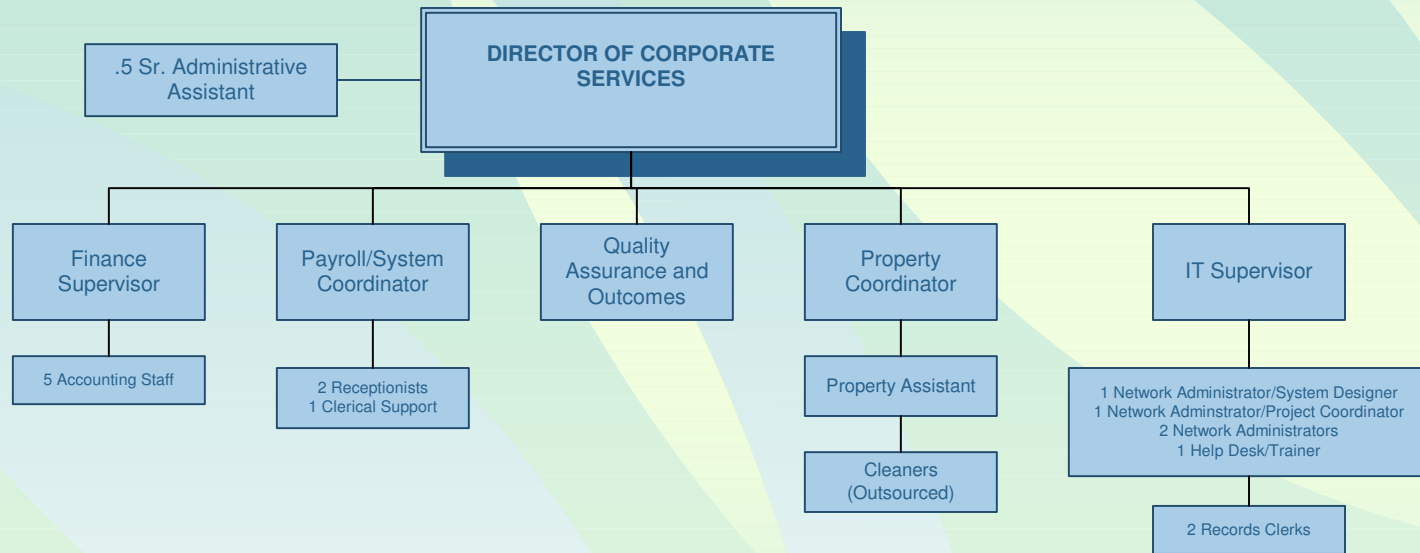 DIRECTOR OF CORPORATE
SERVICES
.5 Sr. Administrative
Assistant
Finance
Supervisor
Payroll/System
Coordinator
Quality
Assurance and
Outcomes
Property
Coordinator
IT Supervisor
5 Accounting Staff
2 Receptionists
1 Clerical Support
Property Assistant
Cleaners
(Outsourced)
1 Network Administrator/System Designer
1 Network Adminstrator/Project Coordinator
2 Network Administrators
1 Help Desk/Trainer
2 Records Clerks